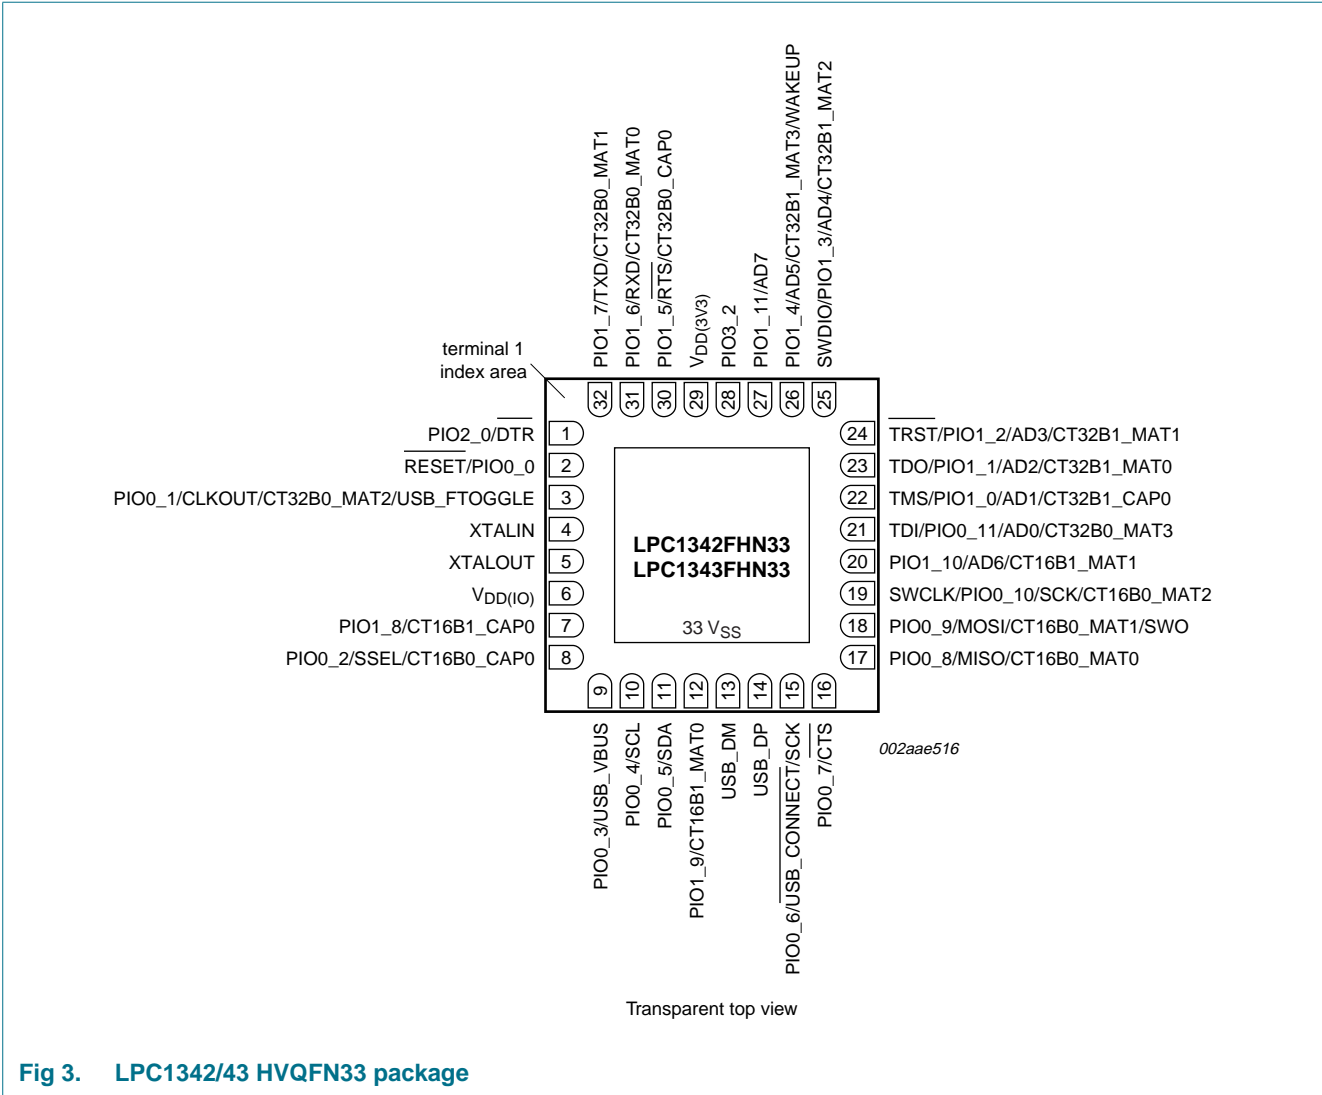 PIO1_7/TXD/CT32B0_MAT1
PIO1_6/RXD/CT32B0_MAT0
PIO1_5/RTS/CT32B0_CAP0
VDD(3V3)
PIO3_2
PIO1_11/AD7
PIO1_4/AD5/CT32B1_MAT3/WAKEUP
SWDIO/PIO1_3/AD4/CT32B1_MAT2
terminal 1
index area
32 31 30 29 28 27 26 25
PIO2_0/DTR 1
RESET/PIO0_0 2
PIO0_1/CLKOUT/CT32B0_MAT2/USB_FTOGGLE 3
XTALIN 4
XTALOUT 5
VDD(IO) 6
PIO1_8/CT16B1_CAP0 7
PIO0_2/SSEL/CT16B0_CAP0 8
LPC1342FHN33
LPC1343FHN33
33 VSS
24 TRST/PIO1_2/AD3/CT32B1_MAT1
23 TDO/PIO1_1/AD2/CT32B1_MAT0
22 TMS/PIO1_0/AD1/CT32B1_CAP0
21 TDI/PIO0_11/AD0/CT32B0_MAT3
20 PIO1_10/AD6/CT16B1_MAT1
19 SWCLK/PIO0_10/SCK/CT16B0_MAT2
18 PIO0_9/MOSI/CT16B0_MAT1/SWO
17 PIO0_8/MISO/CT16B0_MAT0
9 10 11 12 13 14 15 16
PIO0_3/USB_VBUS
PIO0_4/SCL
PIO0_5/SDA
PIO1_9/CT16B1_MAT0
USB_DM
USB_DP
PIO0_6/USB_CONNECT/SCK
PIO0_7/CTS
002aae516
Transparent top view
Fig 3. LPC1342/43 HVQFN33 package